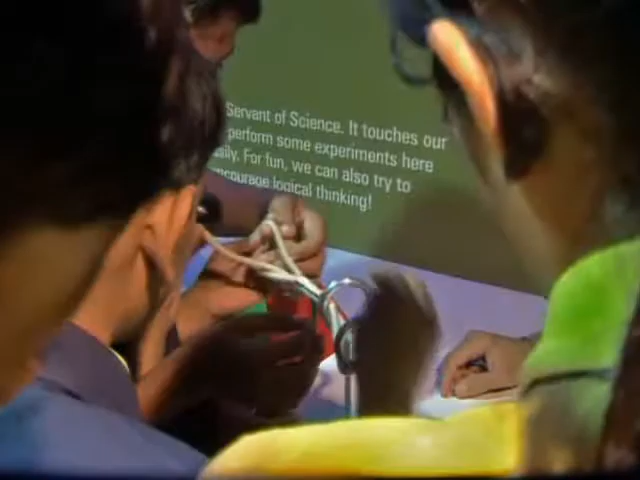 Servant of Science. It touches our
perform some experiments here
aily. For fun, we can also try to
ncourage logical thinking!